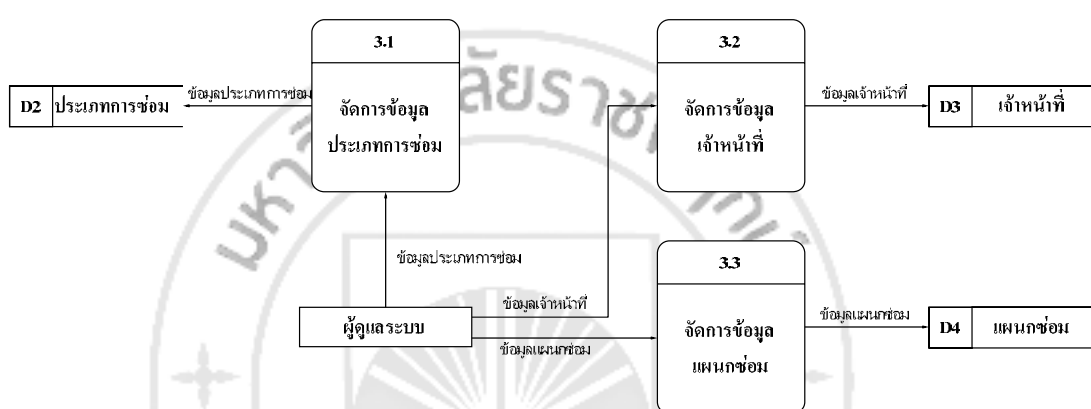 3.1
3.2
ข้อมูลประเภทการซ่อม
ข้อมูลเจ้าหน้าที่
D2 ประเภทการซ่อม
จัดการข้อมูล
ประเภทการซ่อม
จัดการข้อมูล
เจ้าหน้าที่
D3 เจ้าหน้าที่
ข้อมูลประเภทการซ่อม
3.3
ข้อมูลเจ้าหน้าที่
ผู้ดูแลระบบ
ข้อมูลแผนกซ่อม
จัดการข้อมูล
แผนกซ่อม
ข้อมูลแผนกซ่อม
D4 แผนกซ่อม